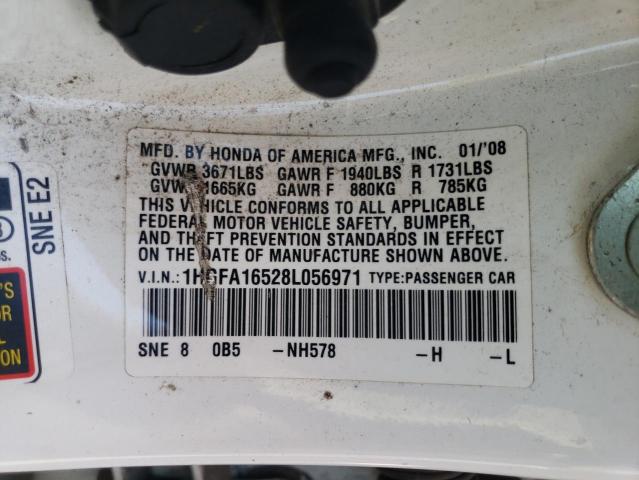 MFD. BY HONDA OF AMERICA MFG., INC. 01/'08
GVWR 3671LBS GAWR F 1940LBS R 1731LBS
GVWR 1665KG GAWR F 880KG R 785KG
THIS VEHICLE CONFORMS TO ALL APPLICABLE
FEDERAL MOTOR VEHICLE SAFETY, BUMPER,
AND THEFT PREVENTION STANDARDS IN EFFECT
ON THE DATE OF MANUFACTURE SHOWN ABOVE.
V.I.N.: 1HGFA16528L056971 TYPE:PASSENGER CAR
SNE 8 0B5 -NH578 -H -L
SNE E2